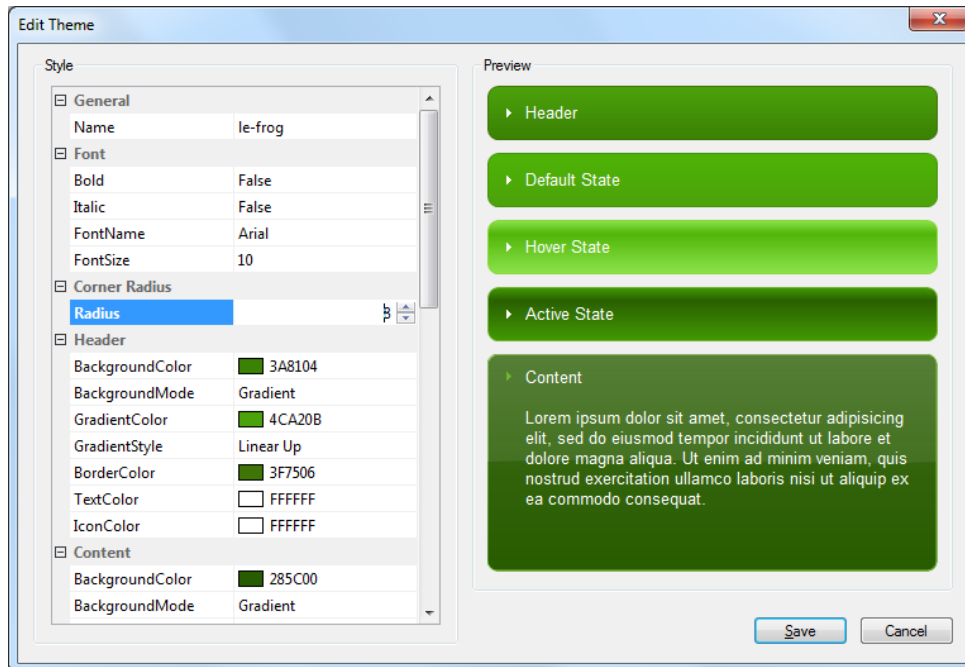 Edit Theme
Style
General
Name le-frog
Font
Bold False
Italic False
FontName Arial
FontSize 10
Corner Radius
Radius 8
Header
BackgroundColor 3A8104
BackgroundMode Gradient
GradientColor 4CA20B
GradientStyle Linear Up
BorderColor 3F7506
TextColor FFFFFF
IconColor FFFFFF
Content
BackgroundColor 285C00
BackgroundMode Gradient
Preview
Header
Default State
Hover State
Active State
Content
Lorem ipsum dolor sit amet, consectetur adipisicing
elit, sed do eiusmod tempor incididunt ut labore et
dolore magna aliqua. Ut enim ad minim veniam, quis
nostrud exercitation ullamco laboris nisi ut aliquip ex
ea commodo consequat.
Save Cancel